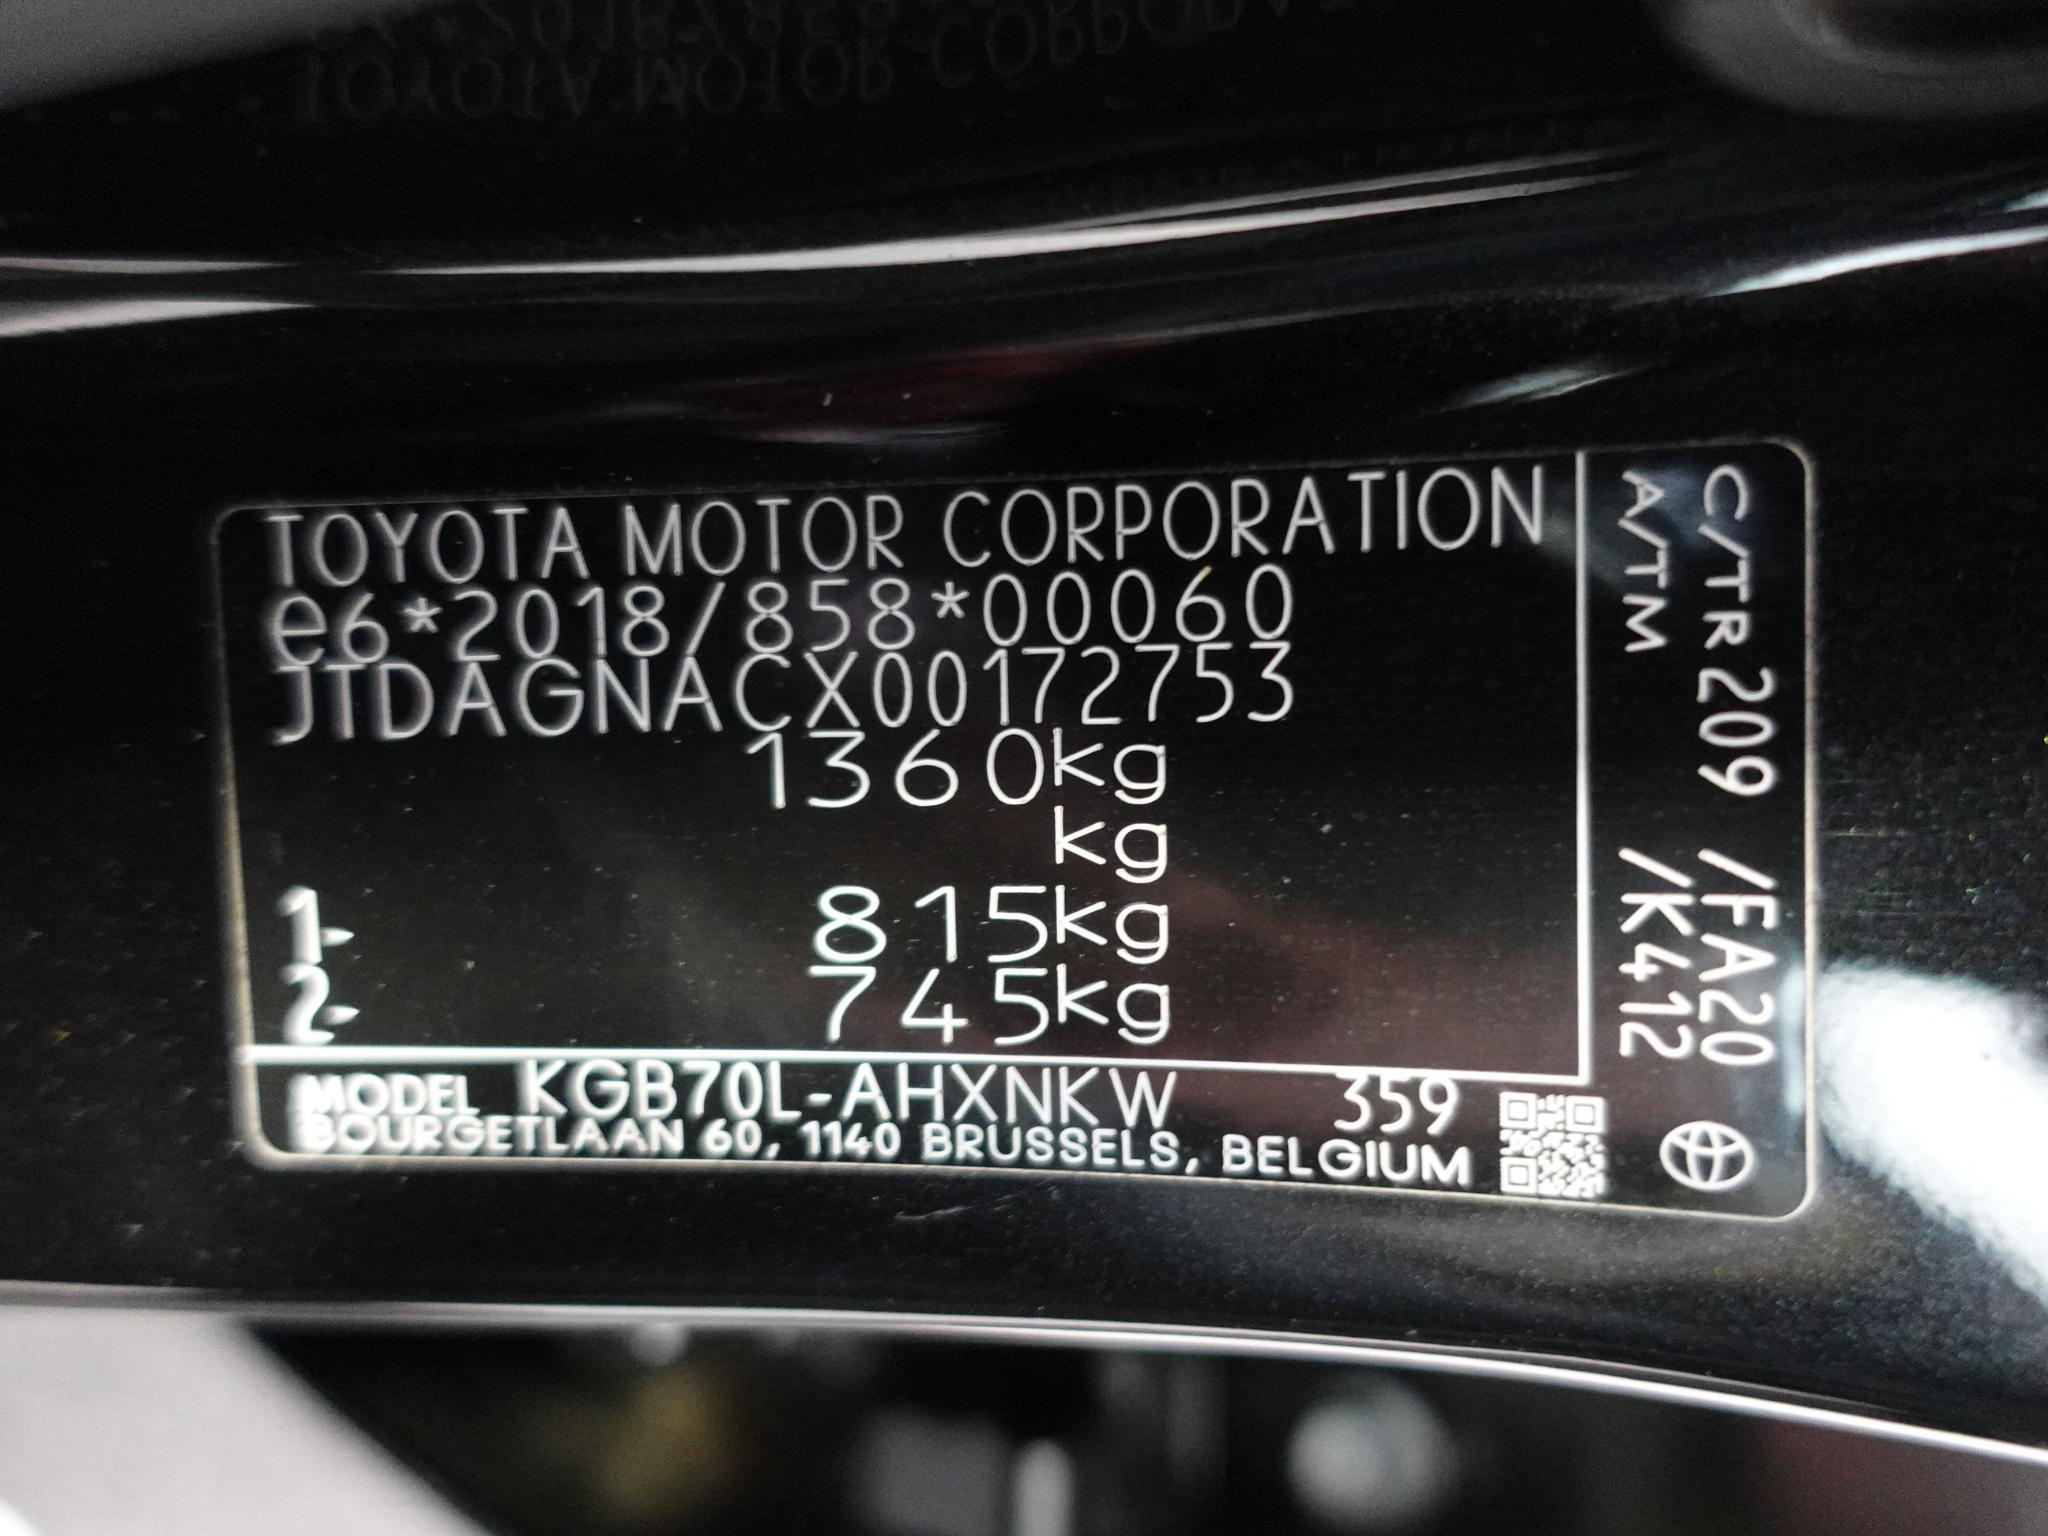 TOYOTA MOTOR CORPORATION
e6*2018/858*00060
JTDAGNACX00172753
1360kg
kg
1- 815kg
2- 745kg
MODEL KGB70L-AHXNKW 359
BOURGETLAAN 60, 1140 BRUSSELS, BELGIUM
C/TR 209 /FA20
A/TM /K412